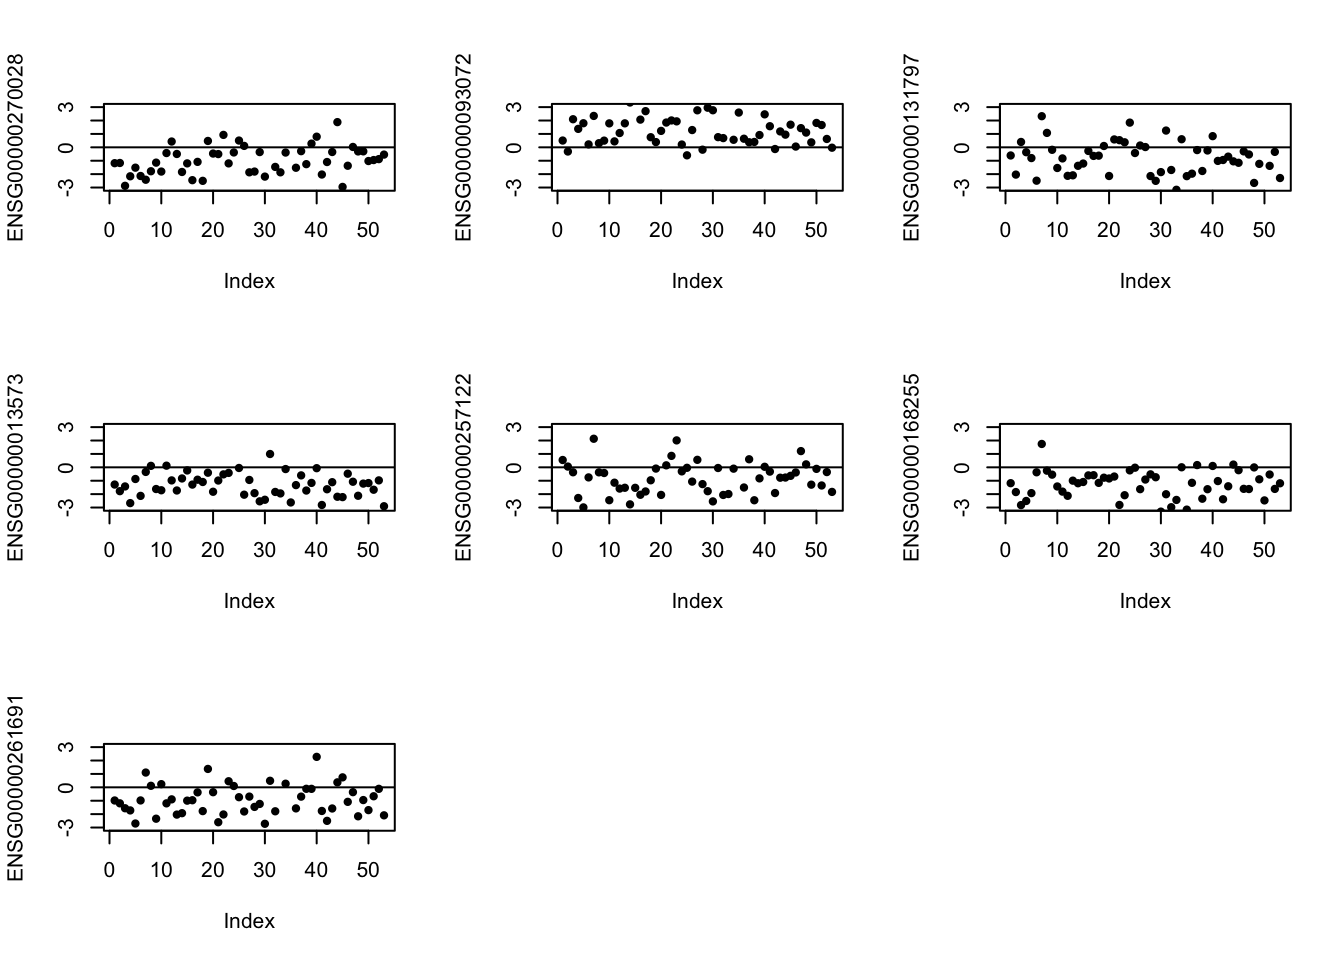 ENSG00000270028
3
0
-3
0 10 20 30 40 50
Index
ENSG00000093072
3
0
-3
0 10 20 30 40 50
Index
ENSG00000131797
3
0
-3
0 10 20 30 40 50
Index
ENSG00000013573
3
0
-3
0 10 20 30 40 50
Index
ENSG00000257122
3
0
-3
0 10 20 30 40 50
Index
ENSG00000168255
3
0
-3
0 10 20 30 40 50
Index
ENSG00000261691
3
0
-3
0 10 20 30 40 50
Index